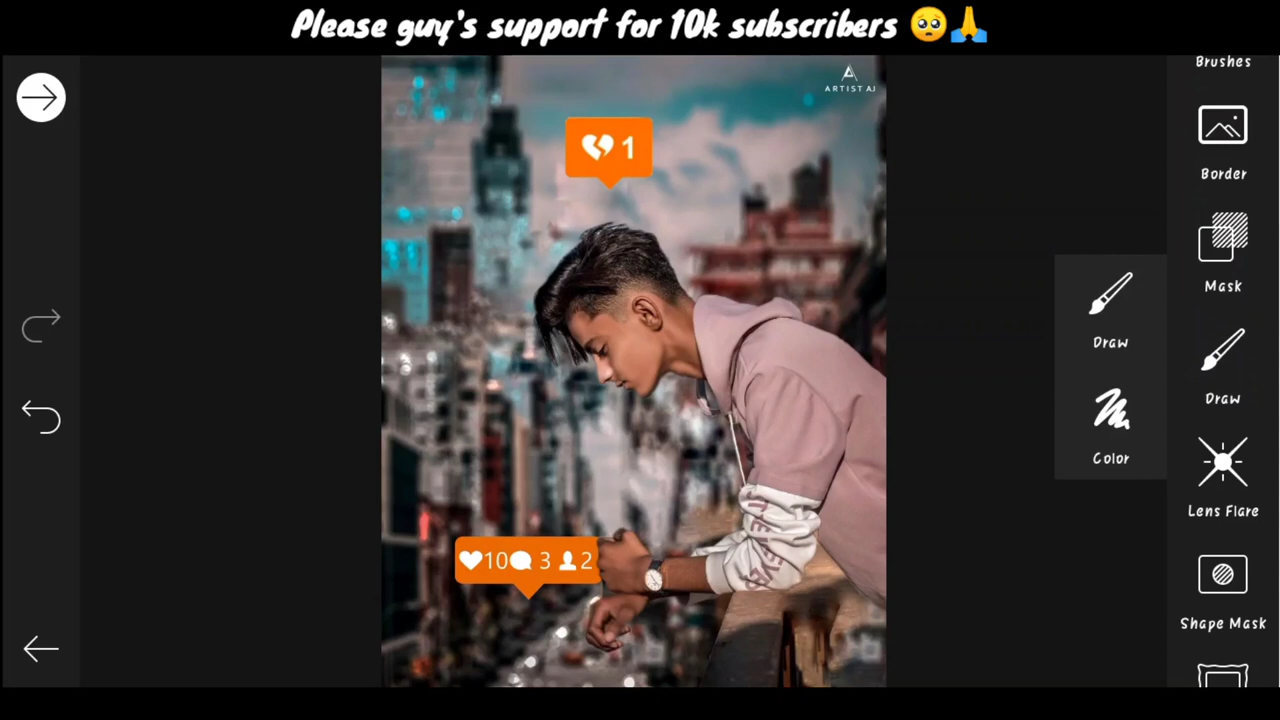 Please guy's support for 10k subscribers 🥺🙏
ARTIST AJ
Brushes
Border
Mask
Draw
Lens Flare
Shape Mask
Draw
Color
1
10 3 2